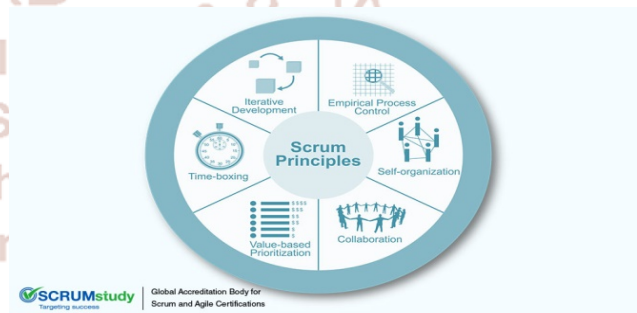 Iterative
Development
Empirical Process
Control
Scrum
Principles
Time-boxing
Self-organization
$$$$
$$$
$$
$$
$
$
Value-based
Prioritization
Collaboration
SCRUMstudy
Targeting success
Global Accreditation Body for
Scrum and Agile Certifications